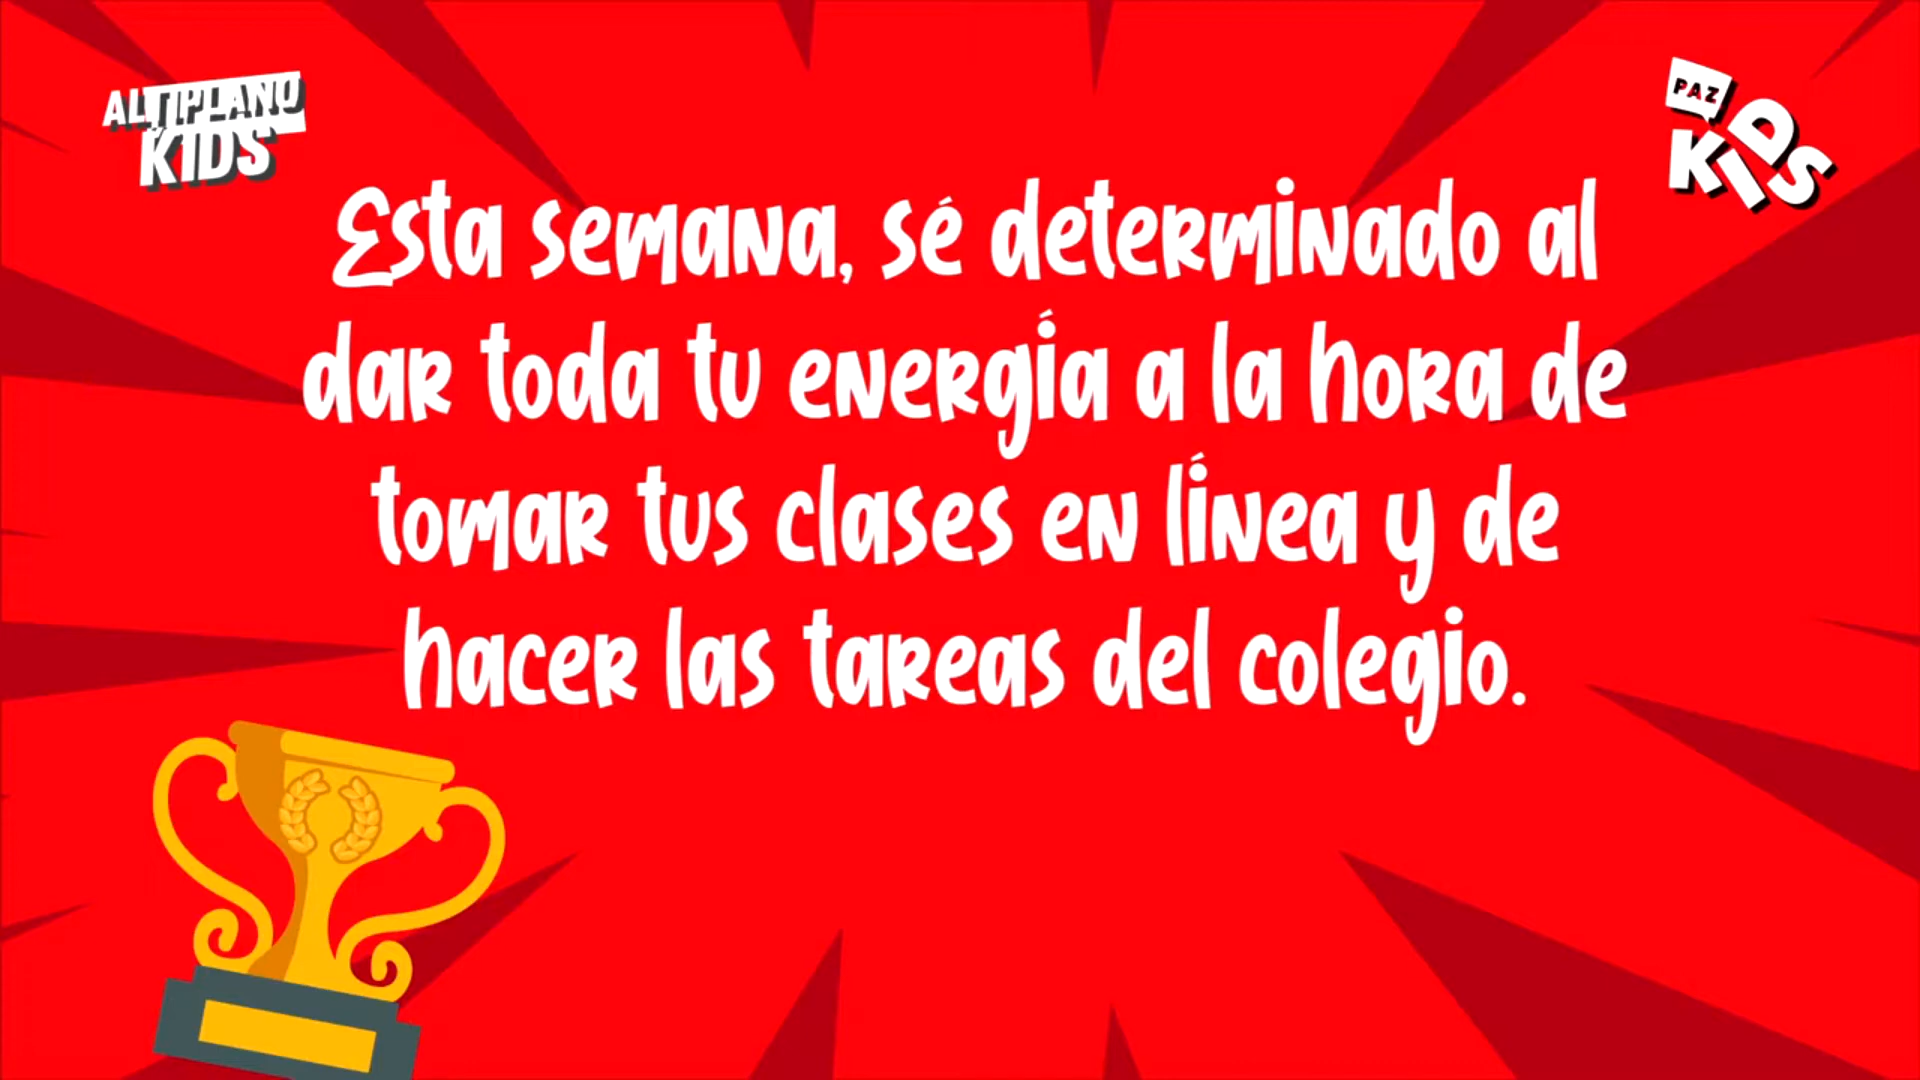 ALTIPLANO
KIDS
PAZ
KIDS
Esta semana, sé determinado al
dar toda tu energía a la hora de
tomar tus clases en línea y de
hacer las tareas del colegio.